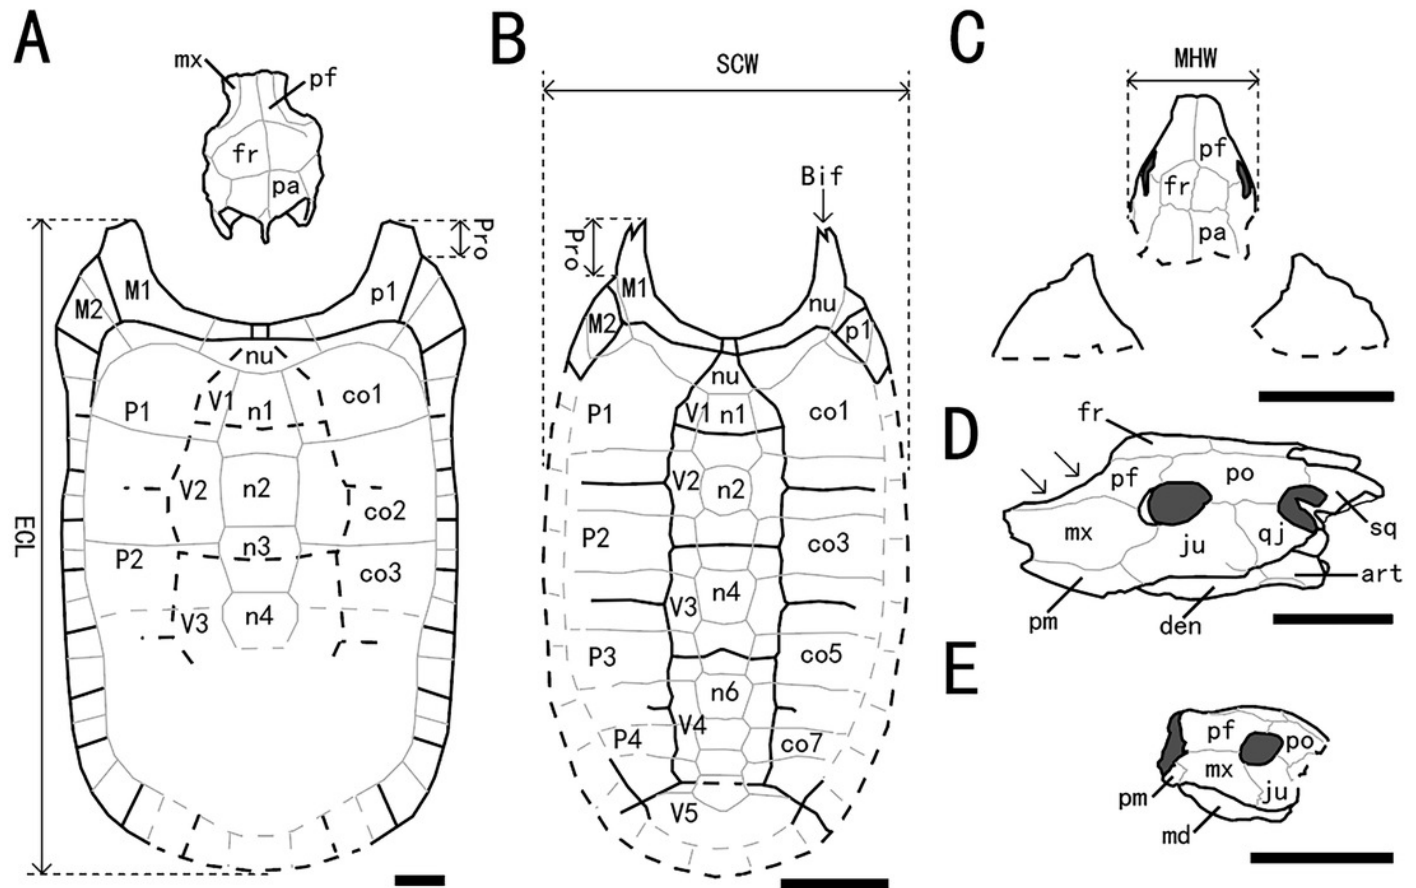 A
mx
pf
fr
pa
Pro
M1
p1
M2
nu
V1
n1
co1
P1
V2
n2
co2
n3
P2
co3
V3
n4
ECL
B
SCW
Bif
Pro
M1
nu
M2
p1
nu
V1
n1
P1
co1
V2
n2
P2
co3
V3
n4
P3
co5
n6
V4
P4
co7
V5
C
MHW
pf
fr
pa
D
fr
pf
po
mx
ju
qj
sq
art
pm
den
E
pf
po
mx
ju
pm
md